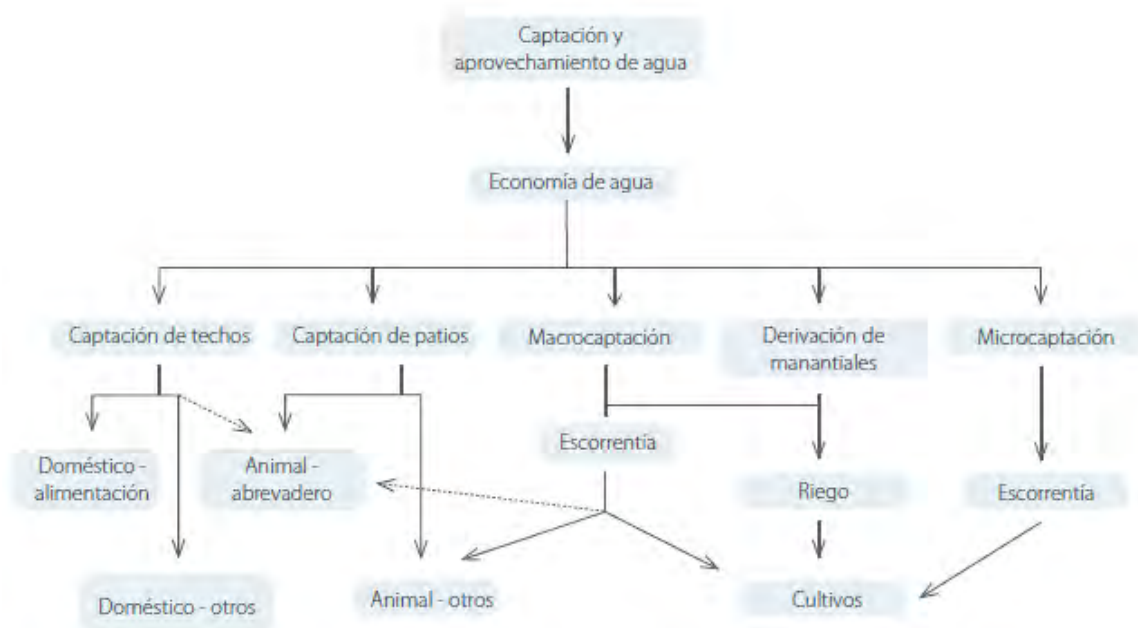 Captación y
aprovechamiento de agua
Economía de agua
Captación de techos
Captación de patios
Macrocaptación
Derivación de
manantiales
Microcaptación
Escorrentía
Doméstico -
alimentación
Animal -
abrevadero
Riego
Escorrentía
Doméstico - otros
Animal - otros
Cultivos